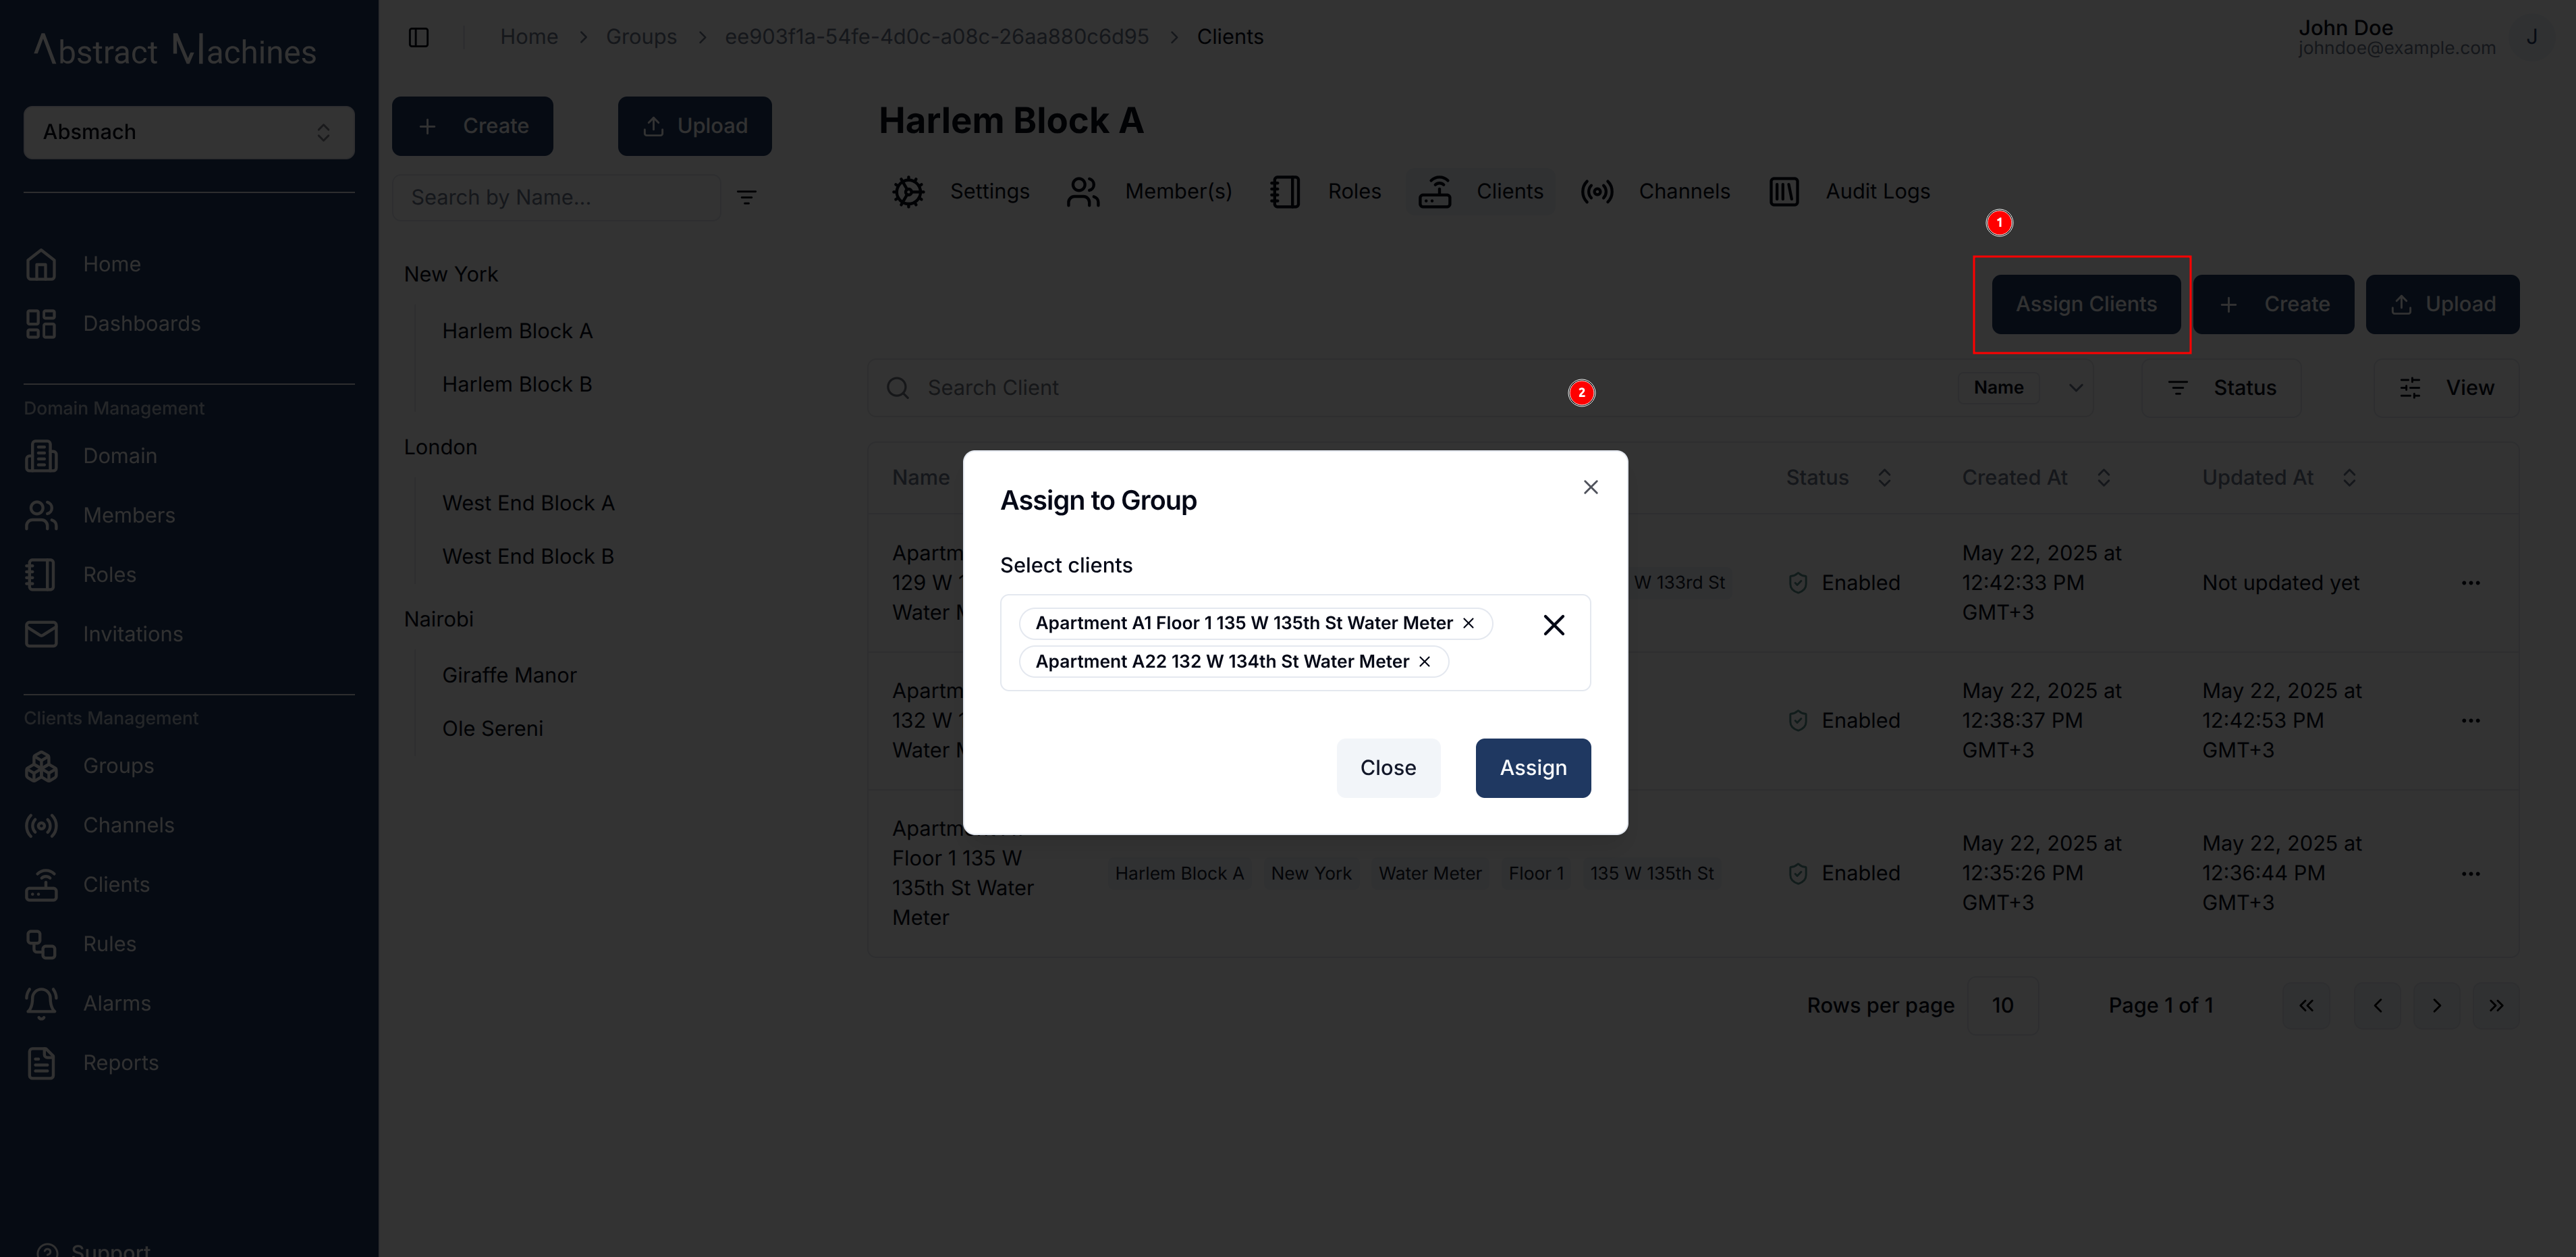 Abstract Machines
Absmach
Home
Dashboards
Domain Management
Domain
Members
Roles
Invitations
Clients Management
Groups
Channels
Clients
Rules
Alarms
Reports
Support
Home > Groups > ee903f1a-54fe-4d0c-a08c-26aa880c6d95 > Clients
John Doe
johndoe@example.com
J
Create
Upload
Search by Name...
New York
Harlem Block A
Harlem Block B
London
West End Block A
West End Block B
Nairobi
Giraffe Manor
Ole Sereni
Harlem Block A
Settings Member(s) Roles Clients Channels Audit Logs
1
Assign Clients Create Upload
Search Client Name Status View
2
Name Status Created At Updated At
129 W
Water
W 133rd St
Enabled
May 22, 2025 at
12:42:33 PM
GMT+3
Not updated yet
132 W
Water
Enabled
May 22, 2025 at
12:38:37 PM
GMT+3
May 22, 2025 at
12:42:53 PM
GMT+3
Floor 1 135 W
135th St Water
Meter
Harlem Block A New York Water Meter Floor 1 135 W 135th St
Enabled
May 22, 2025 at
12:35:26 PM
GMT+3
May 22, 2025 at
12:36:44 PM
GMT+3
Assign to Group
Select clients
Apartment A1 Floor 1 135 W 135th St Water Meter
Apartment A22 132 W 134th St Water Meter
Close Assign
Rows per page 10 Page 1 of 1